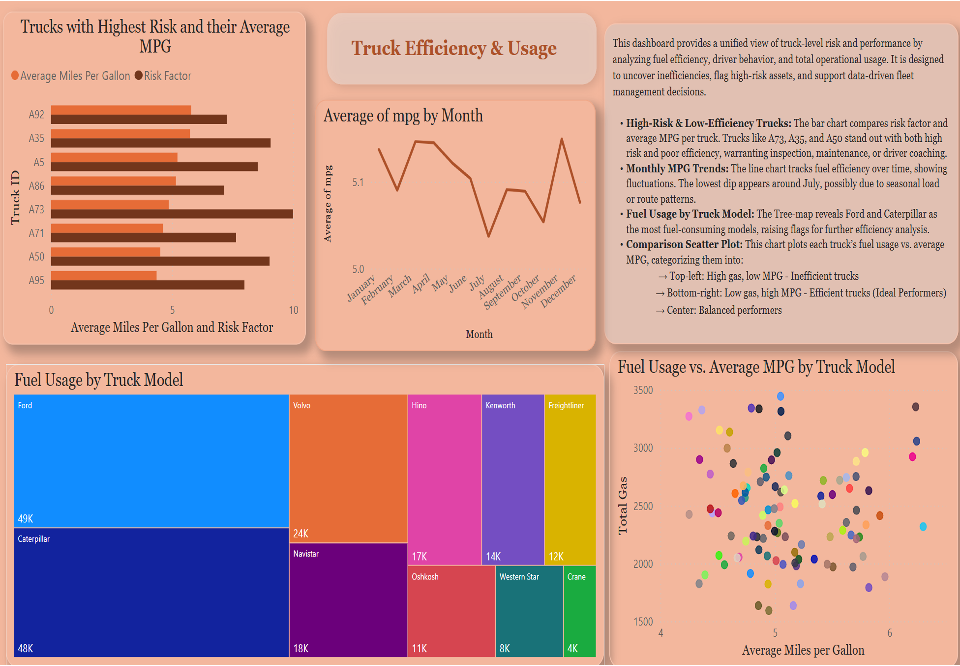 Trucks with Highest Risk and their Average
MPG
Average Miles Per Gallon Risk Factor
Truck ID
A92
A35
A5
A86
A73
A71
A50
A95
0 5 10
Average Miles Per Gallon and Risk Factor
Truck Efficiency & Usage
Average of mpg by Month
Average of mpg
5.1
5.0
January
February
March
April
May
June
July
August
September
October
November
December
Month
This dashboard provides a unified view of truck-level risk and performance by
analyzing fuel efficiency, driver behavior, and total operational usage. It is designed
to uncover inefficiencies, flag high-risk assets, and support data-driven fleet
management decisions.
• High-Risk & Low-Efficiency Trucks: The bar chart compares risk factor and
average MPG per truck. Trucks like A73, A35, and A50 stand out with both high
risk and poor efficiency, warranting inspection, maintenance, or driver coaching.
• Monthly MPG Trends: The line chart tracks fuel efficiency over time, showing
fluctuations. The lowest dip appears around July, possibly due to seasonal load
or route patterns.
• Fuel Usage by Truck Model: The Tree-map reveals Ford and Caterpillar as
the most fuel-consuming models, raising flags for further efficiency analysis.
• Comparison Scatter Plot: This chart plots each truck's fuel usage vs. average
MPG, categorizing them into:
→ Top-left: High gas, low MPG - Inefficient trucks
→ Bottom-right: Low gas, high MPG - Efficient trucks (Ideal Performers)
→ Center: Balanced performers
Fuel Usage by Truck Model
Ford
49K
Caterpillar
48K
Volvo
24K
Navistar
18K
Hino
17K
Kenworth
14K
Freightliner
12K
Oshkosh
11K
Western Star
8K
Crane
4K
Fuel Usage vs. Average MPG by Truck Model
Total Gas
3500
3000
2500
2000
1500
4 5 6
Average Miles per Gallon